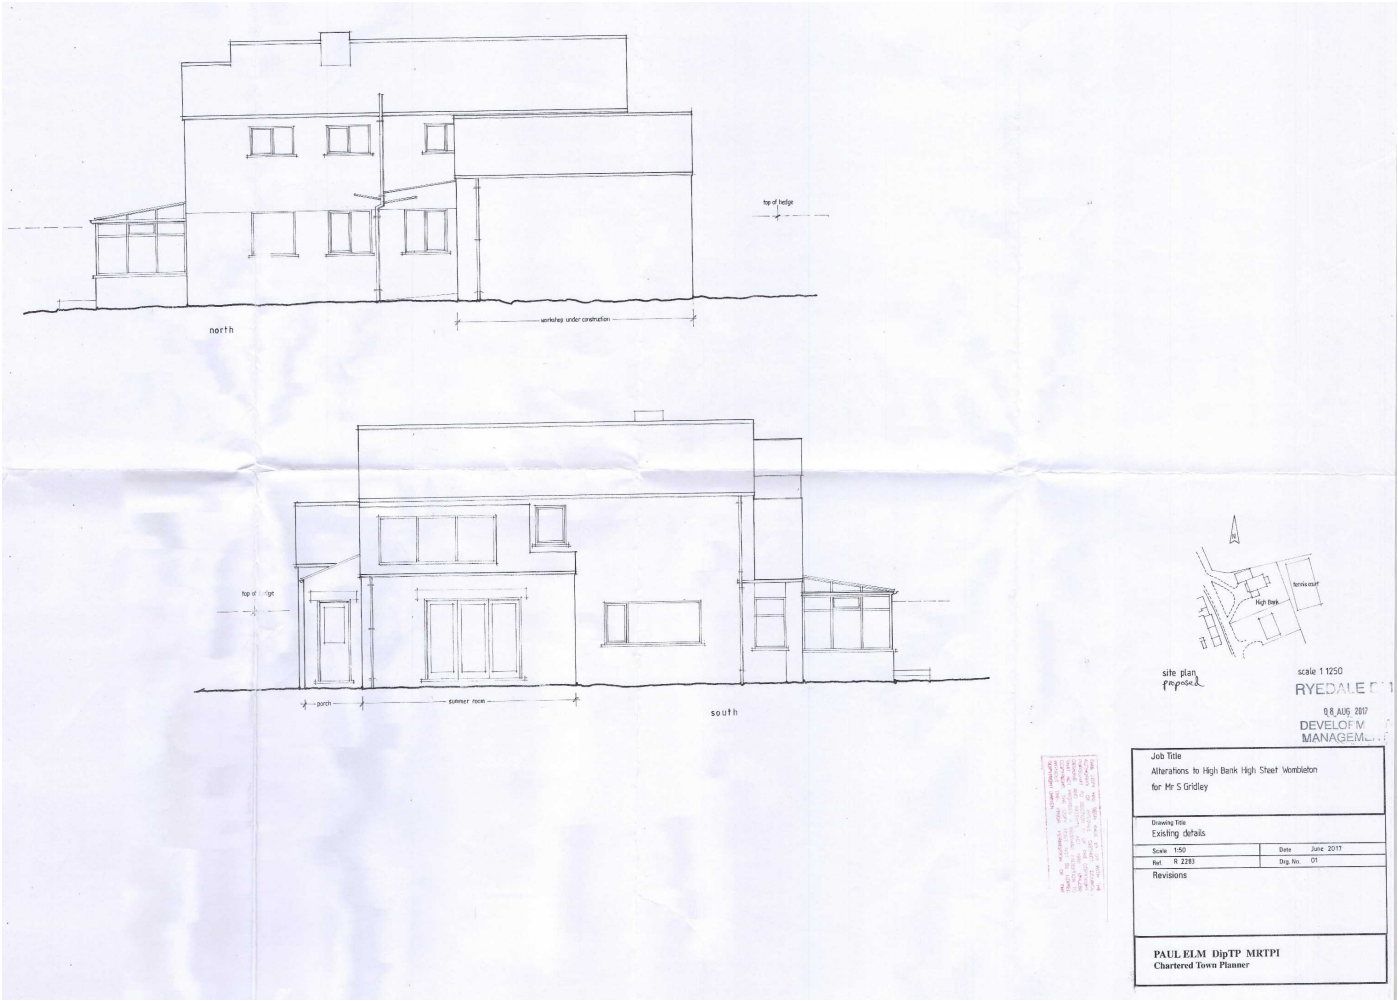 top of hedge
north
workshop under construction
top of hedge
porch
summer room
south
N
tennis court
High Bank
site plan
proposed
scale 1 1250
RYEDALE
08 AUG 2017
DEVELOPM
MANAGEM
Job Title
Alterations to High Bank High Steet Wombleton
for Mr S Gridley
Drawing Title
Existing details
Scale 1:50
Date June 2017
Ref. R 2283
Drg. No. 01
Revisions
PAUL ELM DipTP MRTPI
Chartered Town Planner